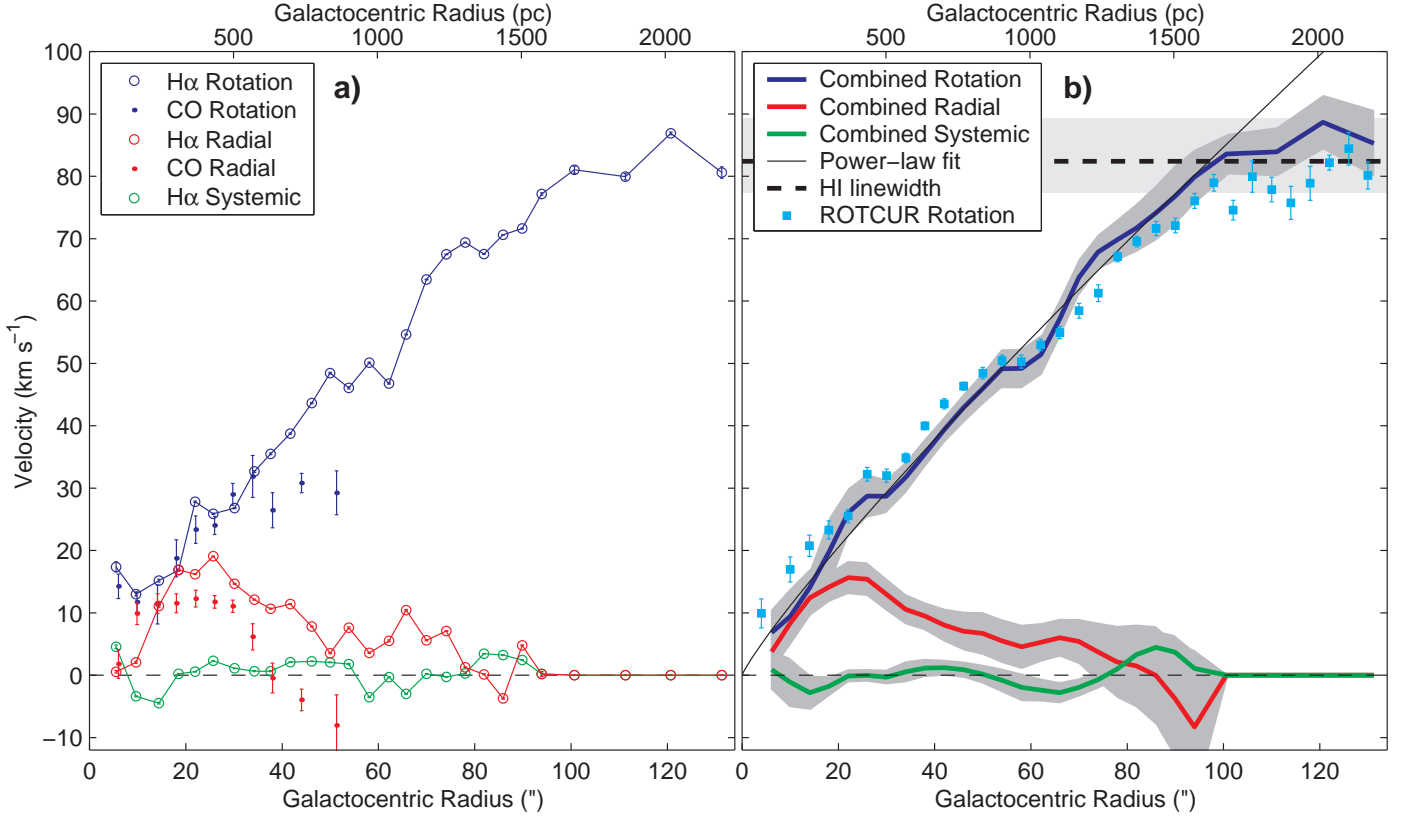 Galactocentric Radius (pc)
500 1000 1500 2000
100
90
80
70
60
50
40
30
20
10
0
−10
Velocity (km s⁻¹)
Hα Rotation
CO Rotation
Hα Radial
CO Radial
Hα Systemic
a)
0 20 40 60 80 100 120
Galactocentric Radius (")
Galactocentric Radius (pc)
500 1000 1500 2000
Combined Rotation
Combined Radial
Combined Systemic
Power−law fit
HI linewidth
ROTCUR Rotation
b)
0 20 40 60 80 100 120
Galactocentric Radius (")